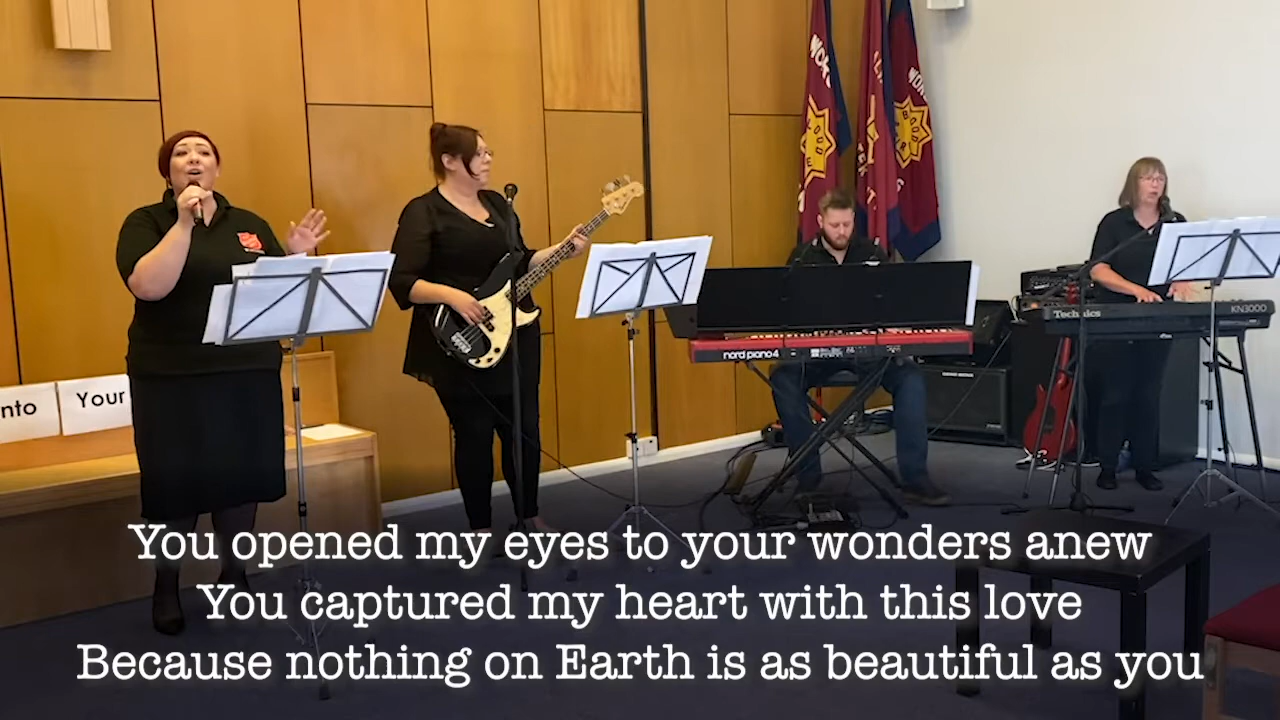 nto
Your
nord piano 4
Technics
KN3000
You opened my eyes to your wonders anew
You captured my heart with this love
Because nothing on Earth is as beautiful as you